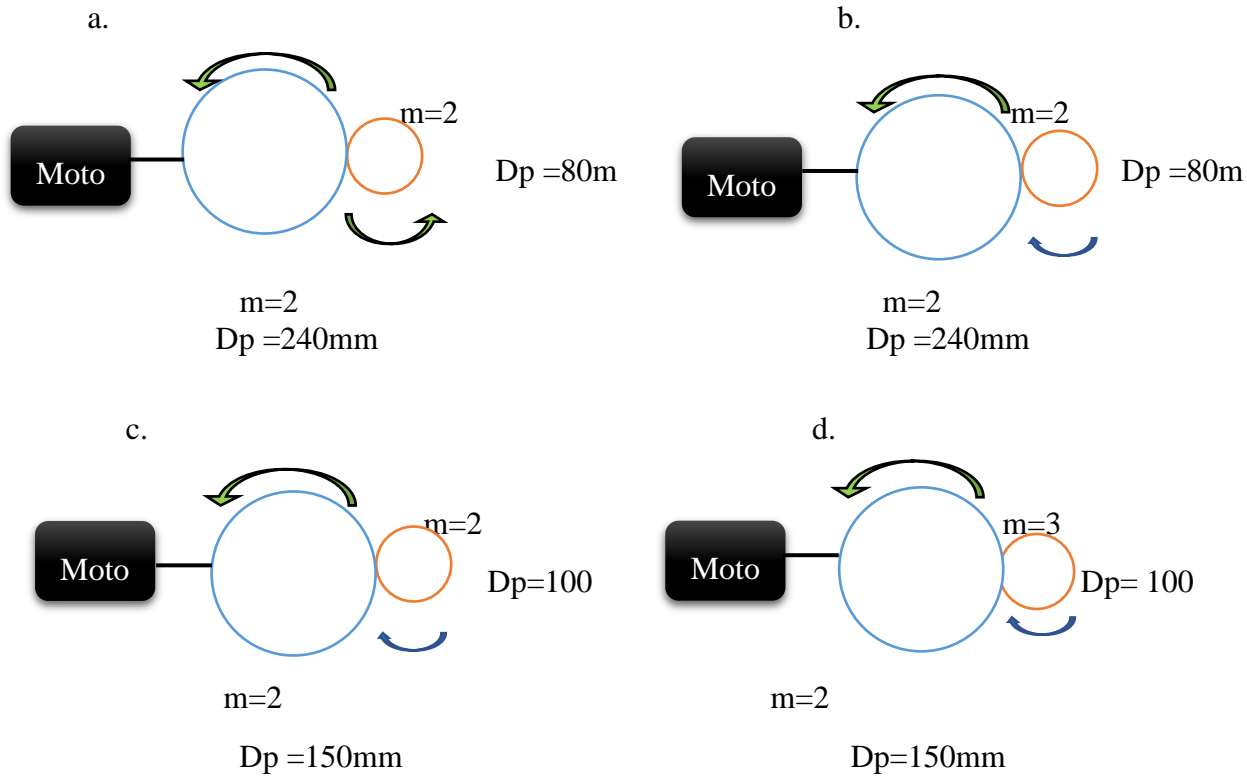 a.
m=2
Moto
Dp =80m
m=2
Dp =240mm
b.
m=2
Moto
Dp =80m
m=2
Dp =240mm
c.
m=2
Moto
Dp=100
m=2
Dp =150mm
d.
m=3
Moto
Dp= 100
m=2
Dp=150mm